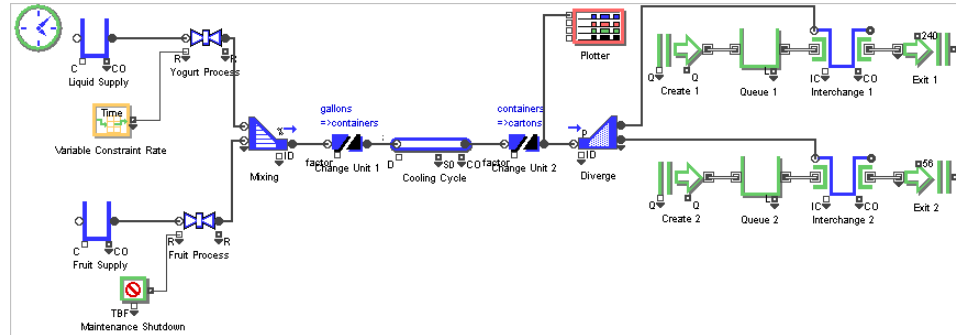 240
C
CO
R
R
Q
Q
L
IC
CO
Liquid Supply
Yogurt Process
Plotter
Create 1
Queue 1
Interchange 1
Exit 1
Time
gallons
=>containers
containers
=>cartons
Variable Constraint Rate
%
P
ID
factor
D
S0
CO
factor
ID
Mixing
Change Unit 1
Cooling Cycle
Change Unit 2
Diverge
56
Q
Q
L
IC
CO
Create 2
Queue 2
Interchange 2
Exit 2
C
CO
R
R
Fruit Supply
Fruit Process
TBF
Maintenance Shutdown